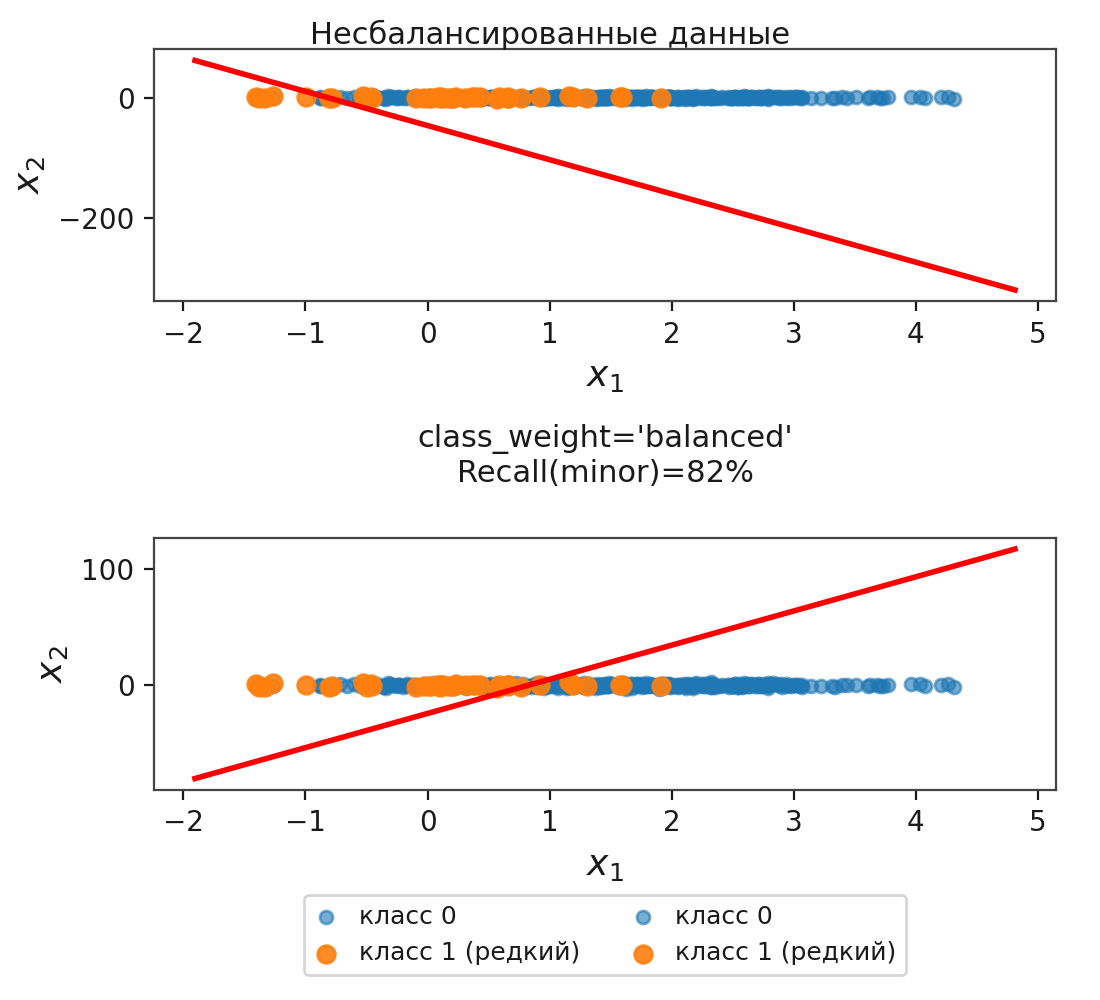 Несбалансированные данные
0
−200
x₂
−2 −1 0 1 2 3 4 5
x₁
class_weight='balanced'
Recall(minor)=82%
100
0
x₂
−2 −1 0 1 2 3 4 5
x₁
класс 0 класс 0
класс 1 (редкий) класс 1 (редкий)